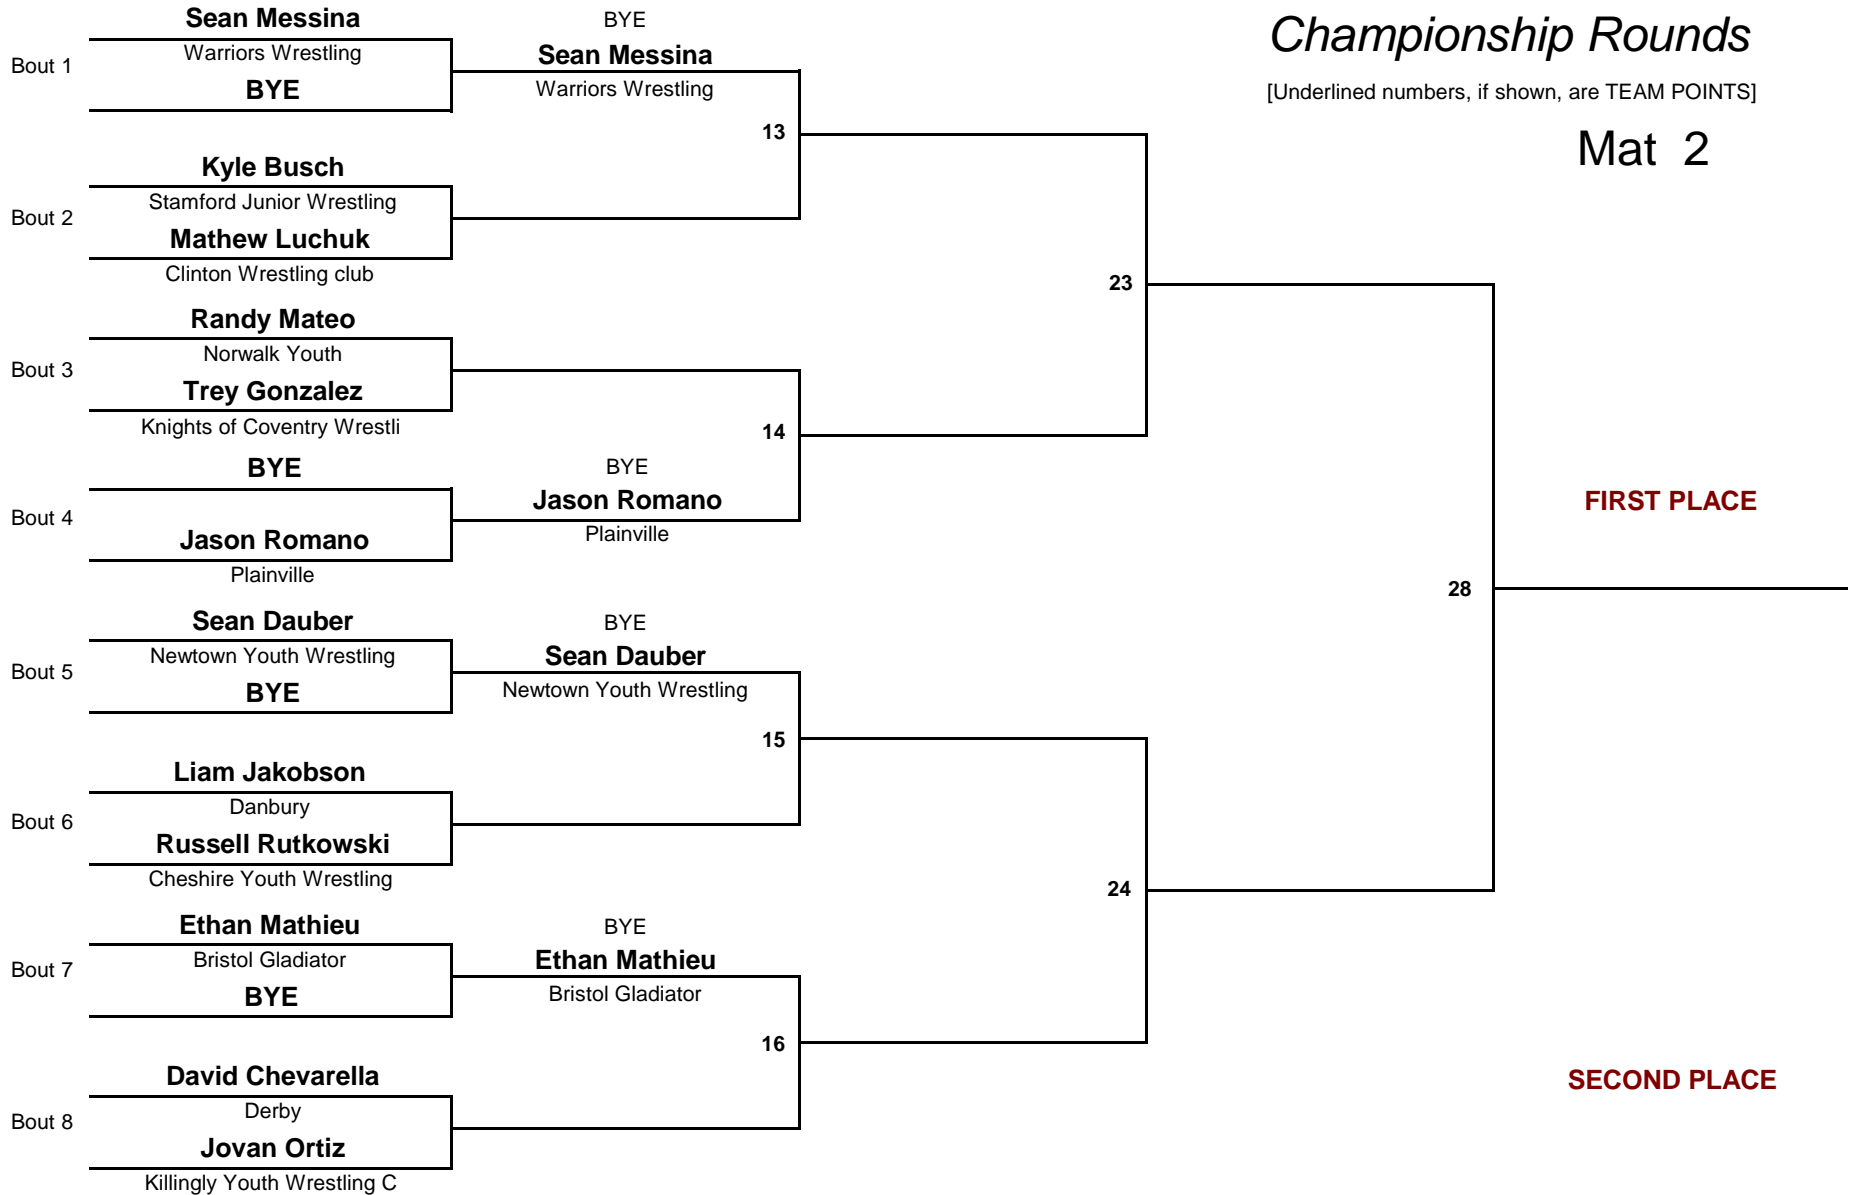 Championship Rounds
[Underlined numbers, if shown, are TEAM POINTS]
Mat 2
Bout 1
Sean Messina
Warriors Wrestling
BYE
Bout 2
Kyle Busch
Stamford Junior Wrestling
Mathew Luchuk
Clinton Wrestling club
Bout 3
Randy Mateo
Norwalk Youth
Trey Gonzalez
Knights of Coventry Wrestli
Bout 4
BYE
Jason Romano
Plainville
Bout 5
Sean Dauber
Newtown Youth Wrestling
BYE
Bout 6
Liam Jakobson
Danbury
Russell Rutkowski
Cheshire Youth Wrestling
Bout 7
Ethan Mathieu
Bristol Gladiator
BYE
Bout 8
David Chevarella
Derby
Jovan Ortiz
Killingly Youth Wrestling C
BYE
Sean Messina
Warriors Wrestling
13
14
BYE
Jason Romano
Plainville
BYE
Sean Dauber
Newtown Youth Wrestling
15
BYE
Ethan Mathieu
Bristol Gladiator
16
23
24
28
FIRST PLACE
SECOND PLACE